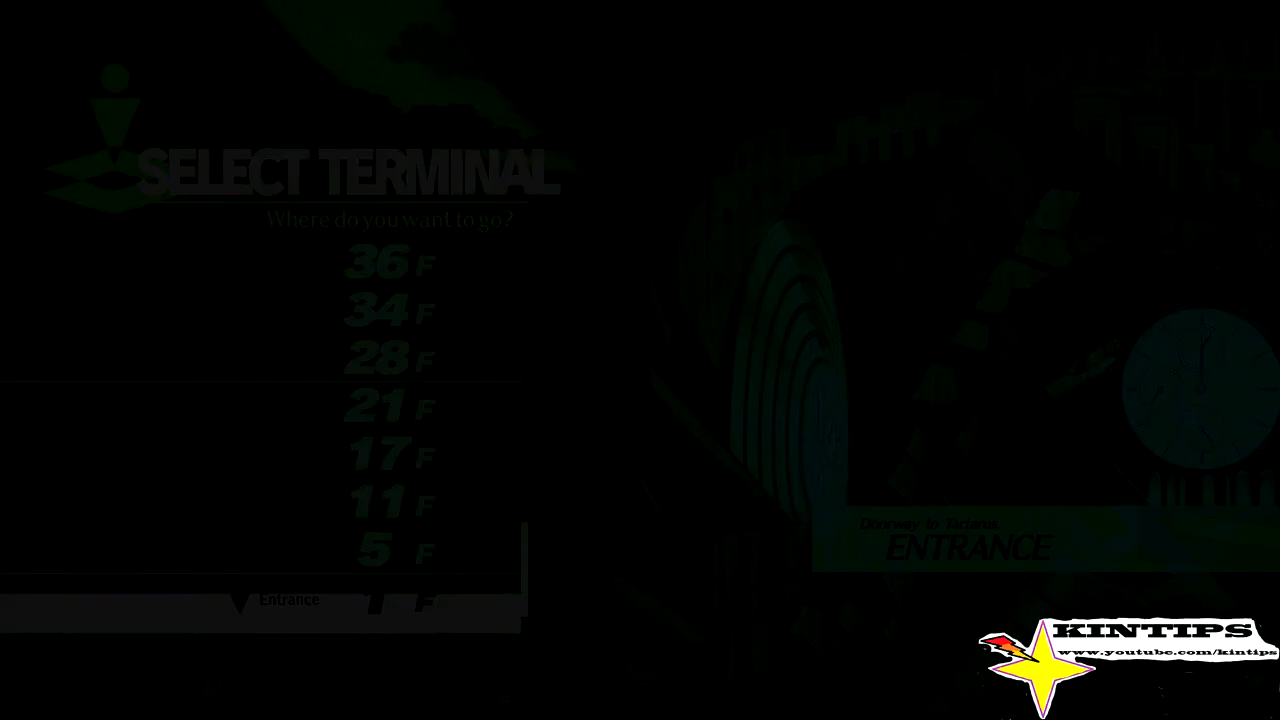 SELECT TERMINAL
Where do you want to go?
36 F
34 F
28 F
21 F
17 F
11 F
5 F
Entrance 1 F
Doorway to Tartarus
ENTRANCE
KINTIPS
www.youtube.com/kintips